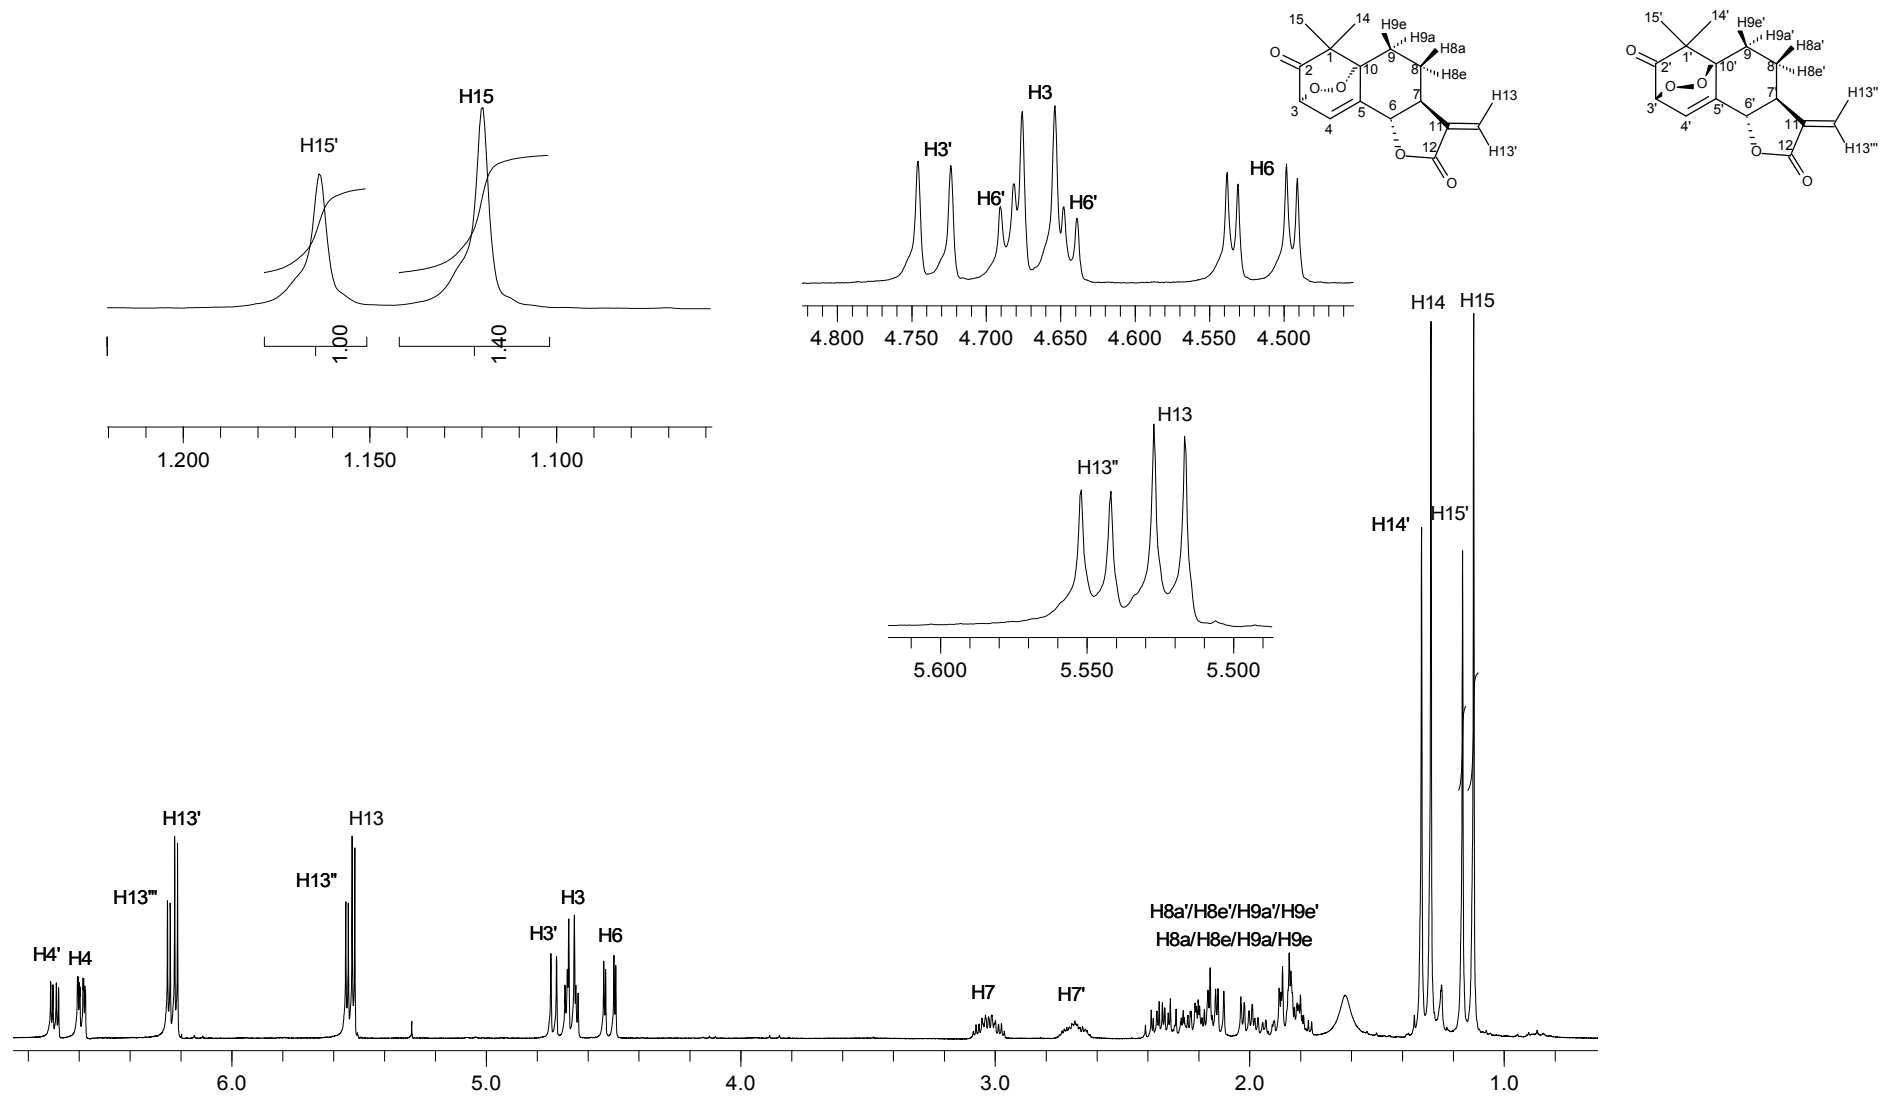 15
14
H9e
H9a
H8a
H8e
O
2
1
10
9
8
7
O
O
3
4
5
6
11
12
O
O
H13
H13'
15'
14'
H9e'
H9a'
H8a'
H8e'
O
2'
1'
10'
9
8'
7'
O
O
3'
4'
5'
6'
11'
12
O
O
H13"
H13'"
H15'
H15
1.00
1.40
1.200 1.150 1.100
H3'
H6'
H3
H6'
H6
4.800 4.750 4.700 4.650 4.600 4.550 4.500
H13"
H13
5.600 5.550 5.500
H14 H15
H14'
H15'
H4' H4
H13'"
H13'
H13"
H13
H3'
H3
H6
H7
H7'
H8a'/H8e'/H9a'/H9e'
H8a/H8e/H9a/H9e
6.0 5.0 4.0 3.0 2.0 1.0